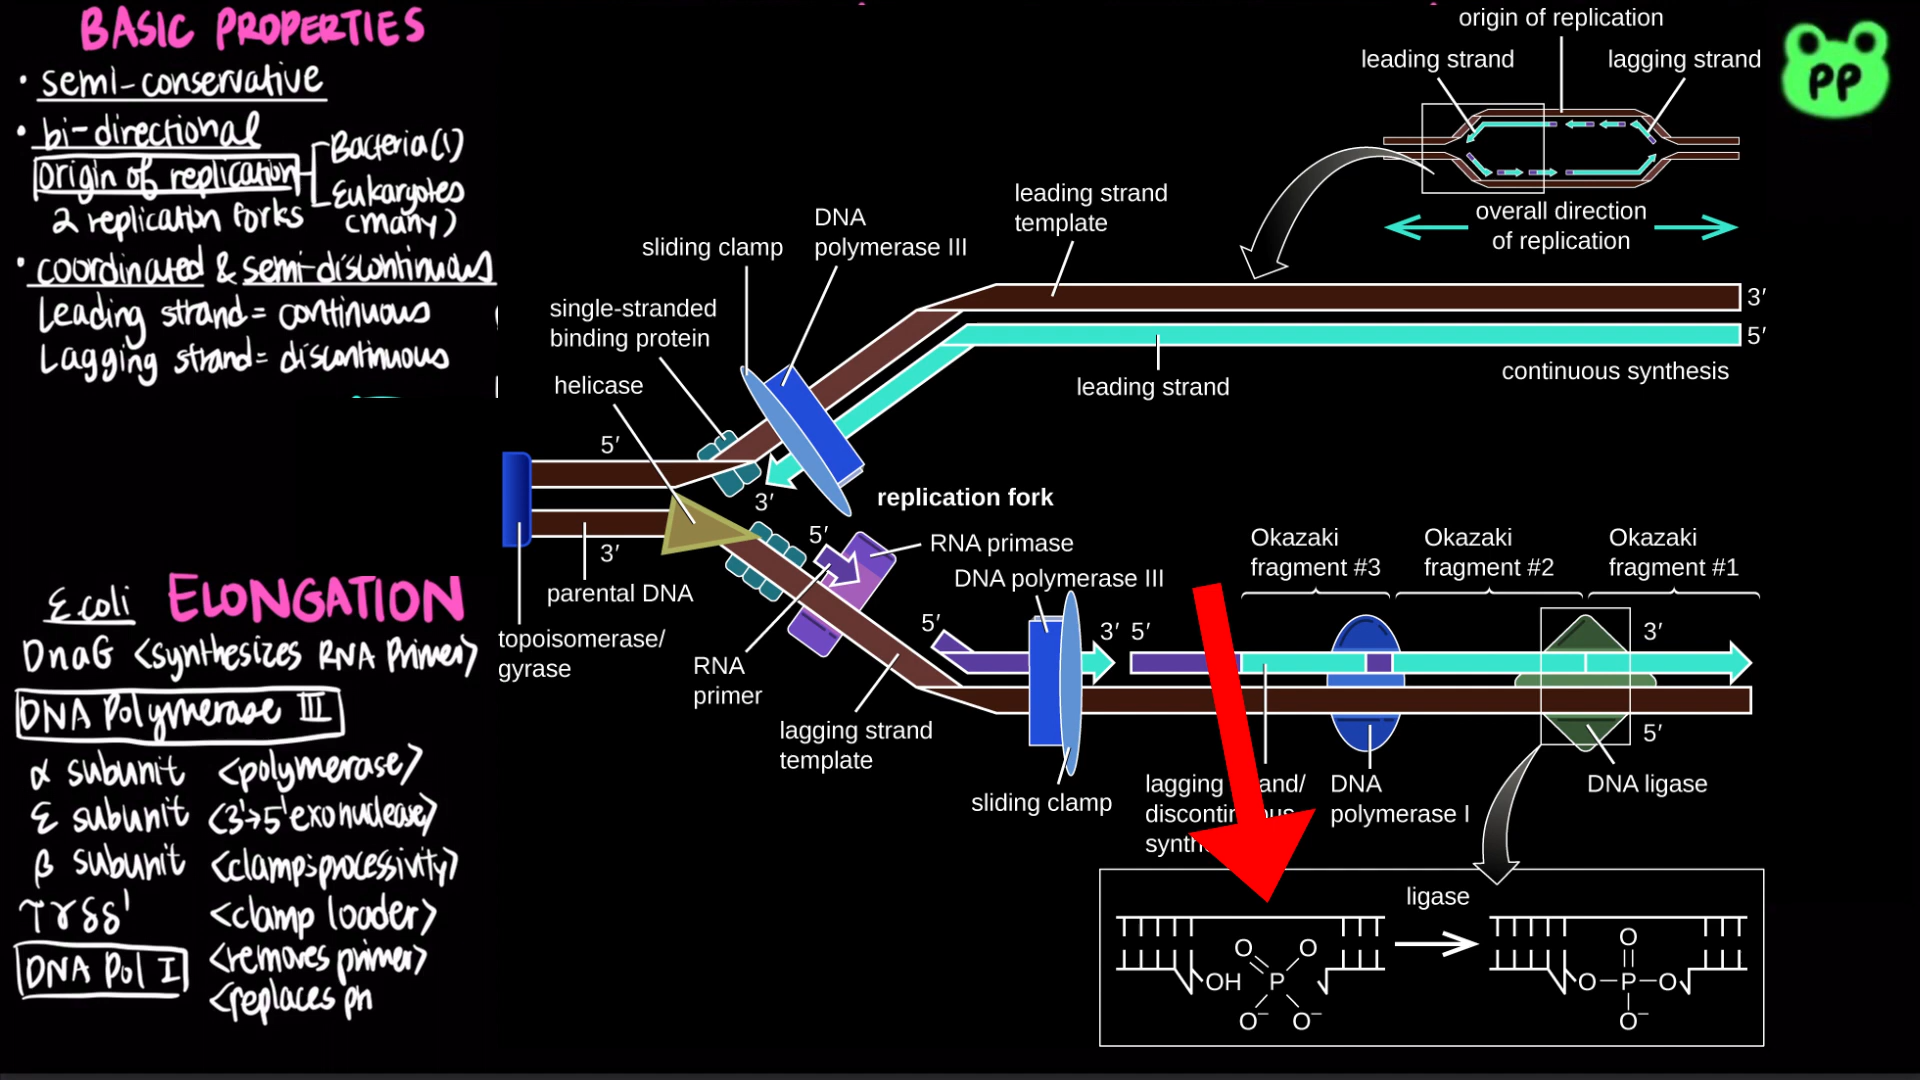 BASIC PROPERTIES
• semi-conservative
• bi-directional
Origin of replication
Bacteria (1)
Eukaryotes
(many)
2 replication forks
• coordinated & semi-discontinuous
Leading strand = continuous
Lagging strand = discontinuous
E.coli ELONGATION
DnaG <synthesizes RNA Primer>
DNA Polymerase III
α subunit <polymerase>
ε subunit <3'→5' exonuclease>
β subunit <clamp:processivity>
τγδδ' <clamp loader>
DNA Pol I <removes primer>
<replaces
origin of replication
leading strand
lagging strand
PP
overall direction
of replication
leading strand
template
DNA
polymerase III
sliding clamp
single-stranded
binding protein
helicase
3′
5′
continuous synthesis
leading strand
5′
3′
replication fork
3′
5′
parental DNA
topoisomerase/
gyrase
RNA primase
DNA polymerase III
RNA
primer
lagging strand
template
5′
3′
5′
sliding clamp
Okazaki
fragment #3
Okazaki
fragment #2
Okazaki
fragment #1
3′
5′
lagging
DNA
polymerase I
DNA ligase
ligase
OH
P
O
O
O−
O−
O
O–P–O
O−